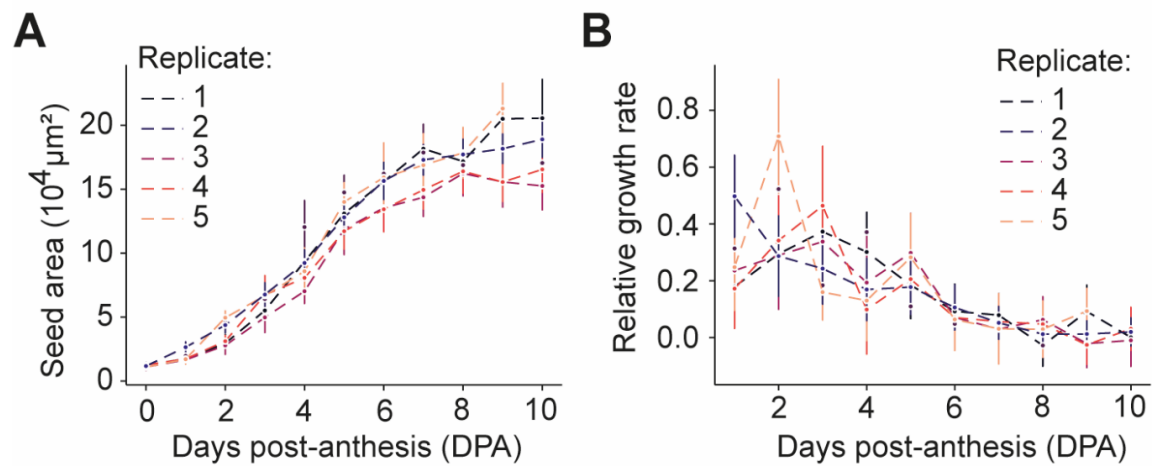 A
Replicate:
1
2
3
4
5
Seed area (10⁴µm²)
20
15
10
5
0
0 2 4 6 8 10
Days post-anthesis (DPA)
B
Replicate:
1
2
3
4
5
Relative growth rate
0.8
0.6
0.4
0.2
0.0
2 4 6 8 10
Days post-anthesis (DPA)